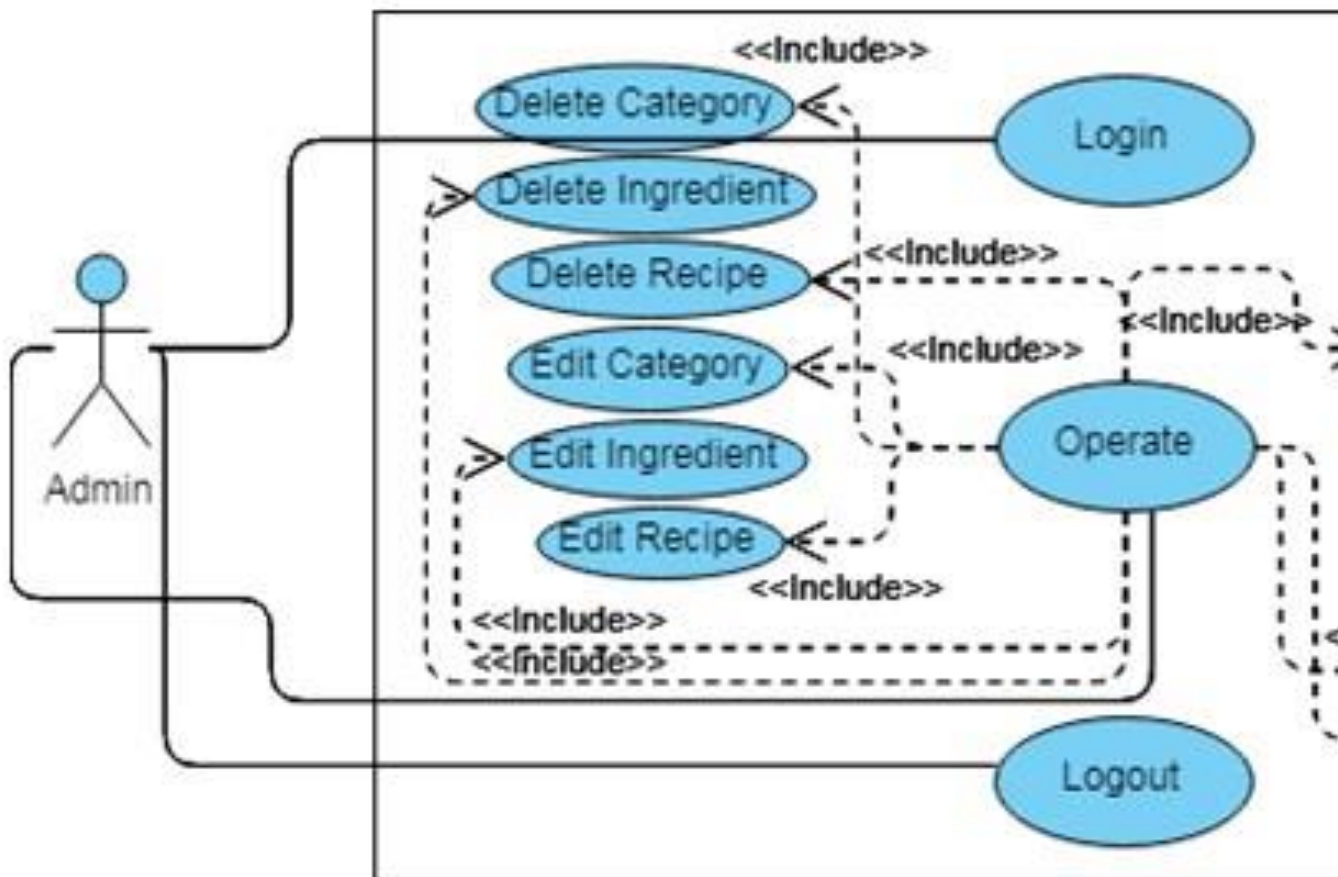 <<Include>>
Delete Category
Login
Delete Ingredient
<<Include>>
Delete Recipe
<<Include>>
<<Include>>
Edit Category
Operate
Edit Ingredient
Admin
Edit Recipe
<<Include>>
<<Include>>
<
<<Include>>
Logout